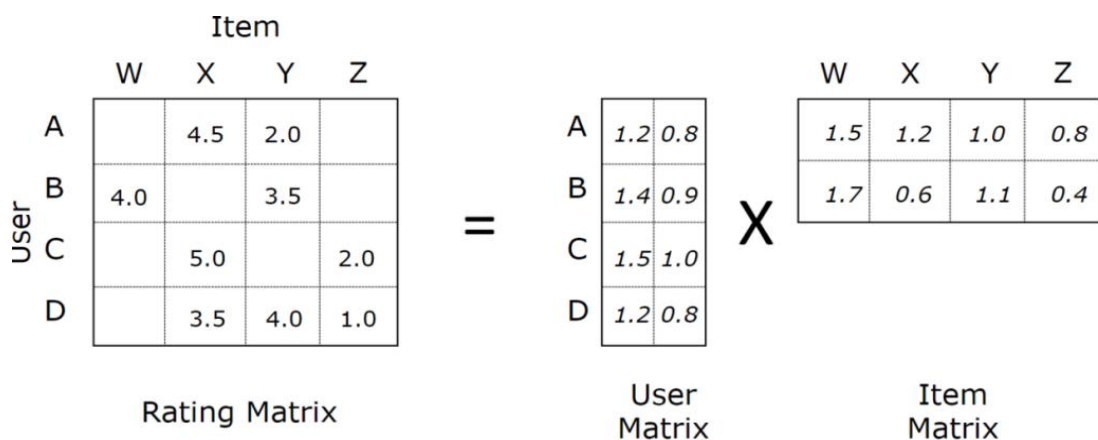 Item
W X Y Z W X Y Z
A 4.5 2.0 A 1.2 0.8 1.5 1.2 1.0 0.8
B 4.0 3.5 B 1.4 0.9 1.7 0.6 1.1 0.4
User
= X
C 5.0 2.0 C 1.5 1.0
D 3.5 4.0 1.0 D 1.2 0.8
Rating Matrix
User
Matrix
Item
Matrix